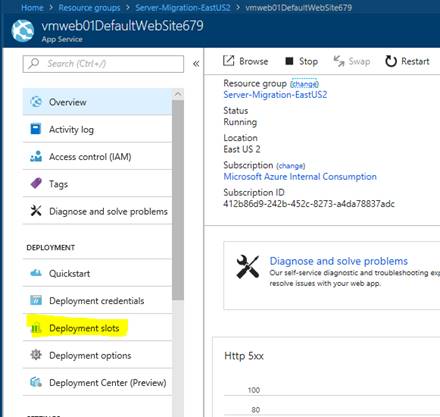 Home > Resource groups > Server-Migration-EastUS2 > vmweb01DefaultWebSite679
vmweb01DefaultWebSite679
App Service
Search (Ctrl+/)
Overview
Activity log
Access control (IAM)
Tags
Diagnose and solve problems
DEPLOYMENT
Quickstart
Deployment credentials
Deployment slots
Deployment options
Deployment Center (Preview)
Browse
Stop
Swap
Restart
Resource group (change)
Server-Migration-EastUS2
Status
Running
Location
East US 2
Subscription (change)
Microsoft Azure Internal Consumption
Subscription ID
412b86d9-242b-452c-8273-a4da78837adc
Diagnose and solve problems
Our self-service diagnostic and troubleshooting exp
resolve issues with your web app.
Http 5xx
100
80